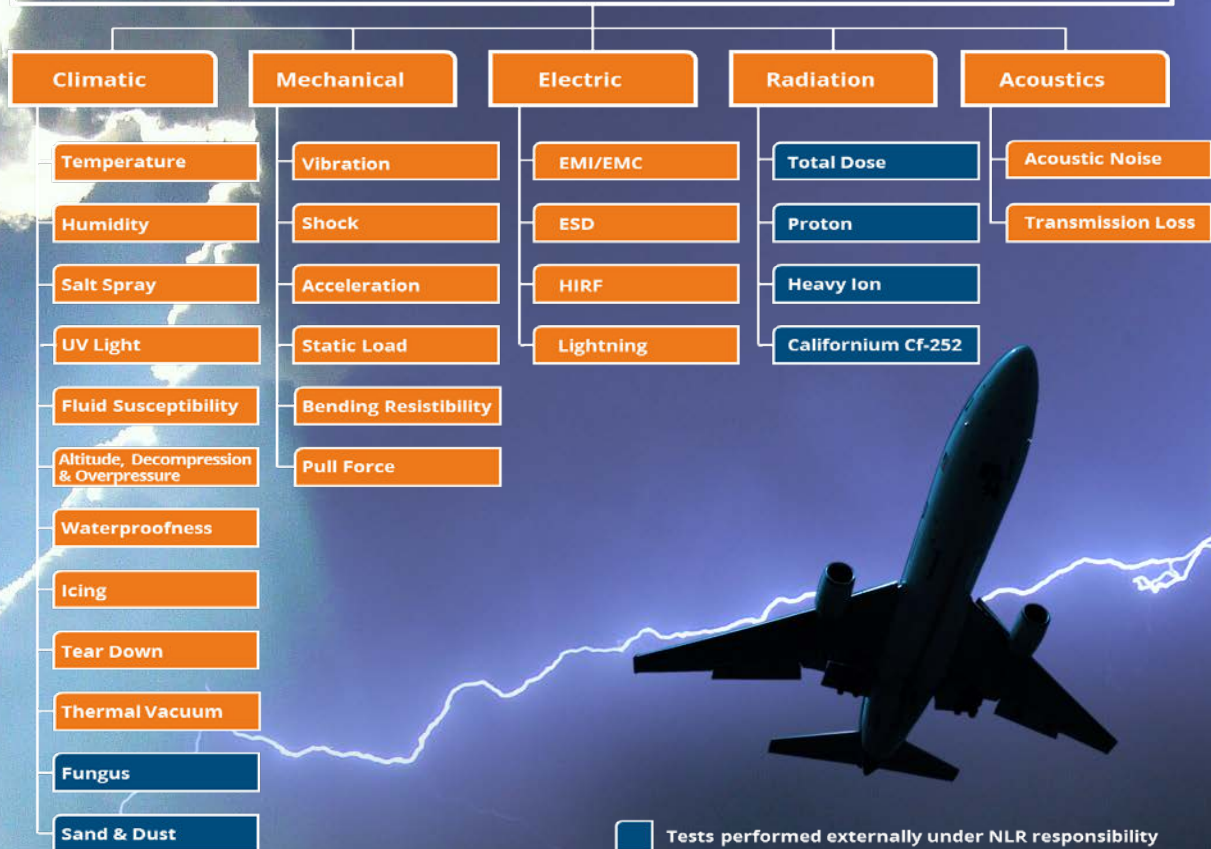 Climatic
Mechanical
Electric
Radiation
Acoustics
Temperature
Humidity
Salt Spray
UV Light
Fluid Susceptibility
Altitude, Decompression
& Overpressure
Waterproofness
Icing
Tear Down
Thermal Vacuum
Fungus
Sand & Dust
Vibration
Shock
Acceleration
Static Load
Bending Resistibility
Pull Force
EMI/EMC
ESD
HIRF
Lightning
Total Dose
Proton
Heavy Ion
Californium Cf-252
Acoustic Noise
Transmission Loss
Tests performed externally under NLR responsibility